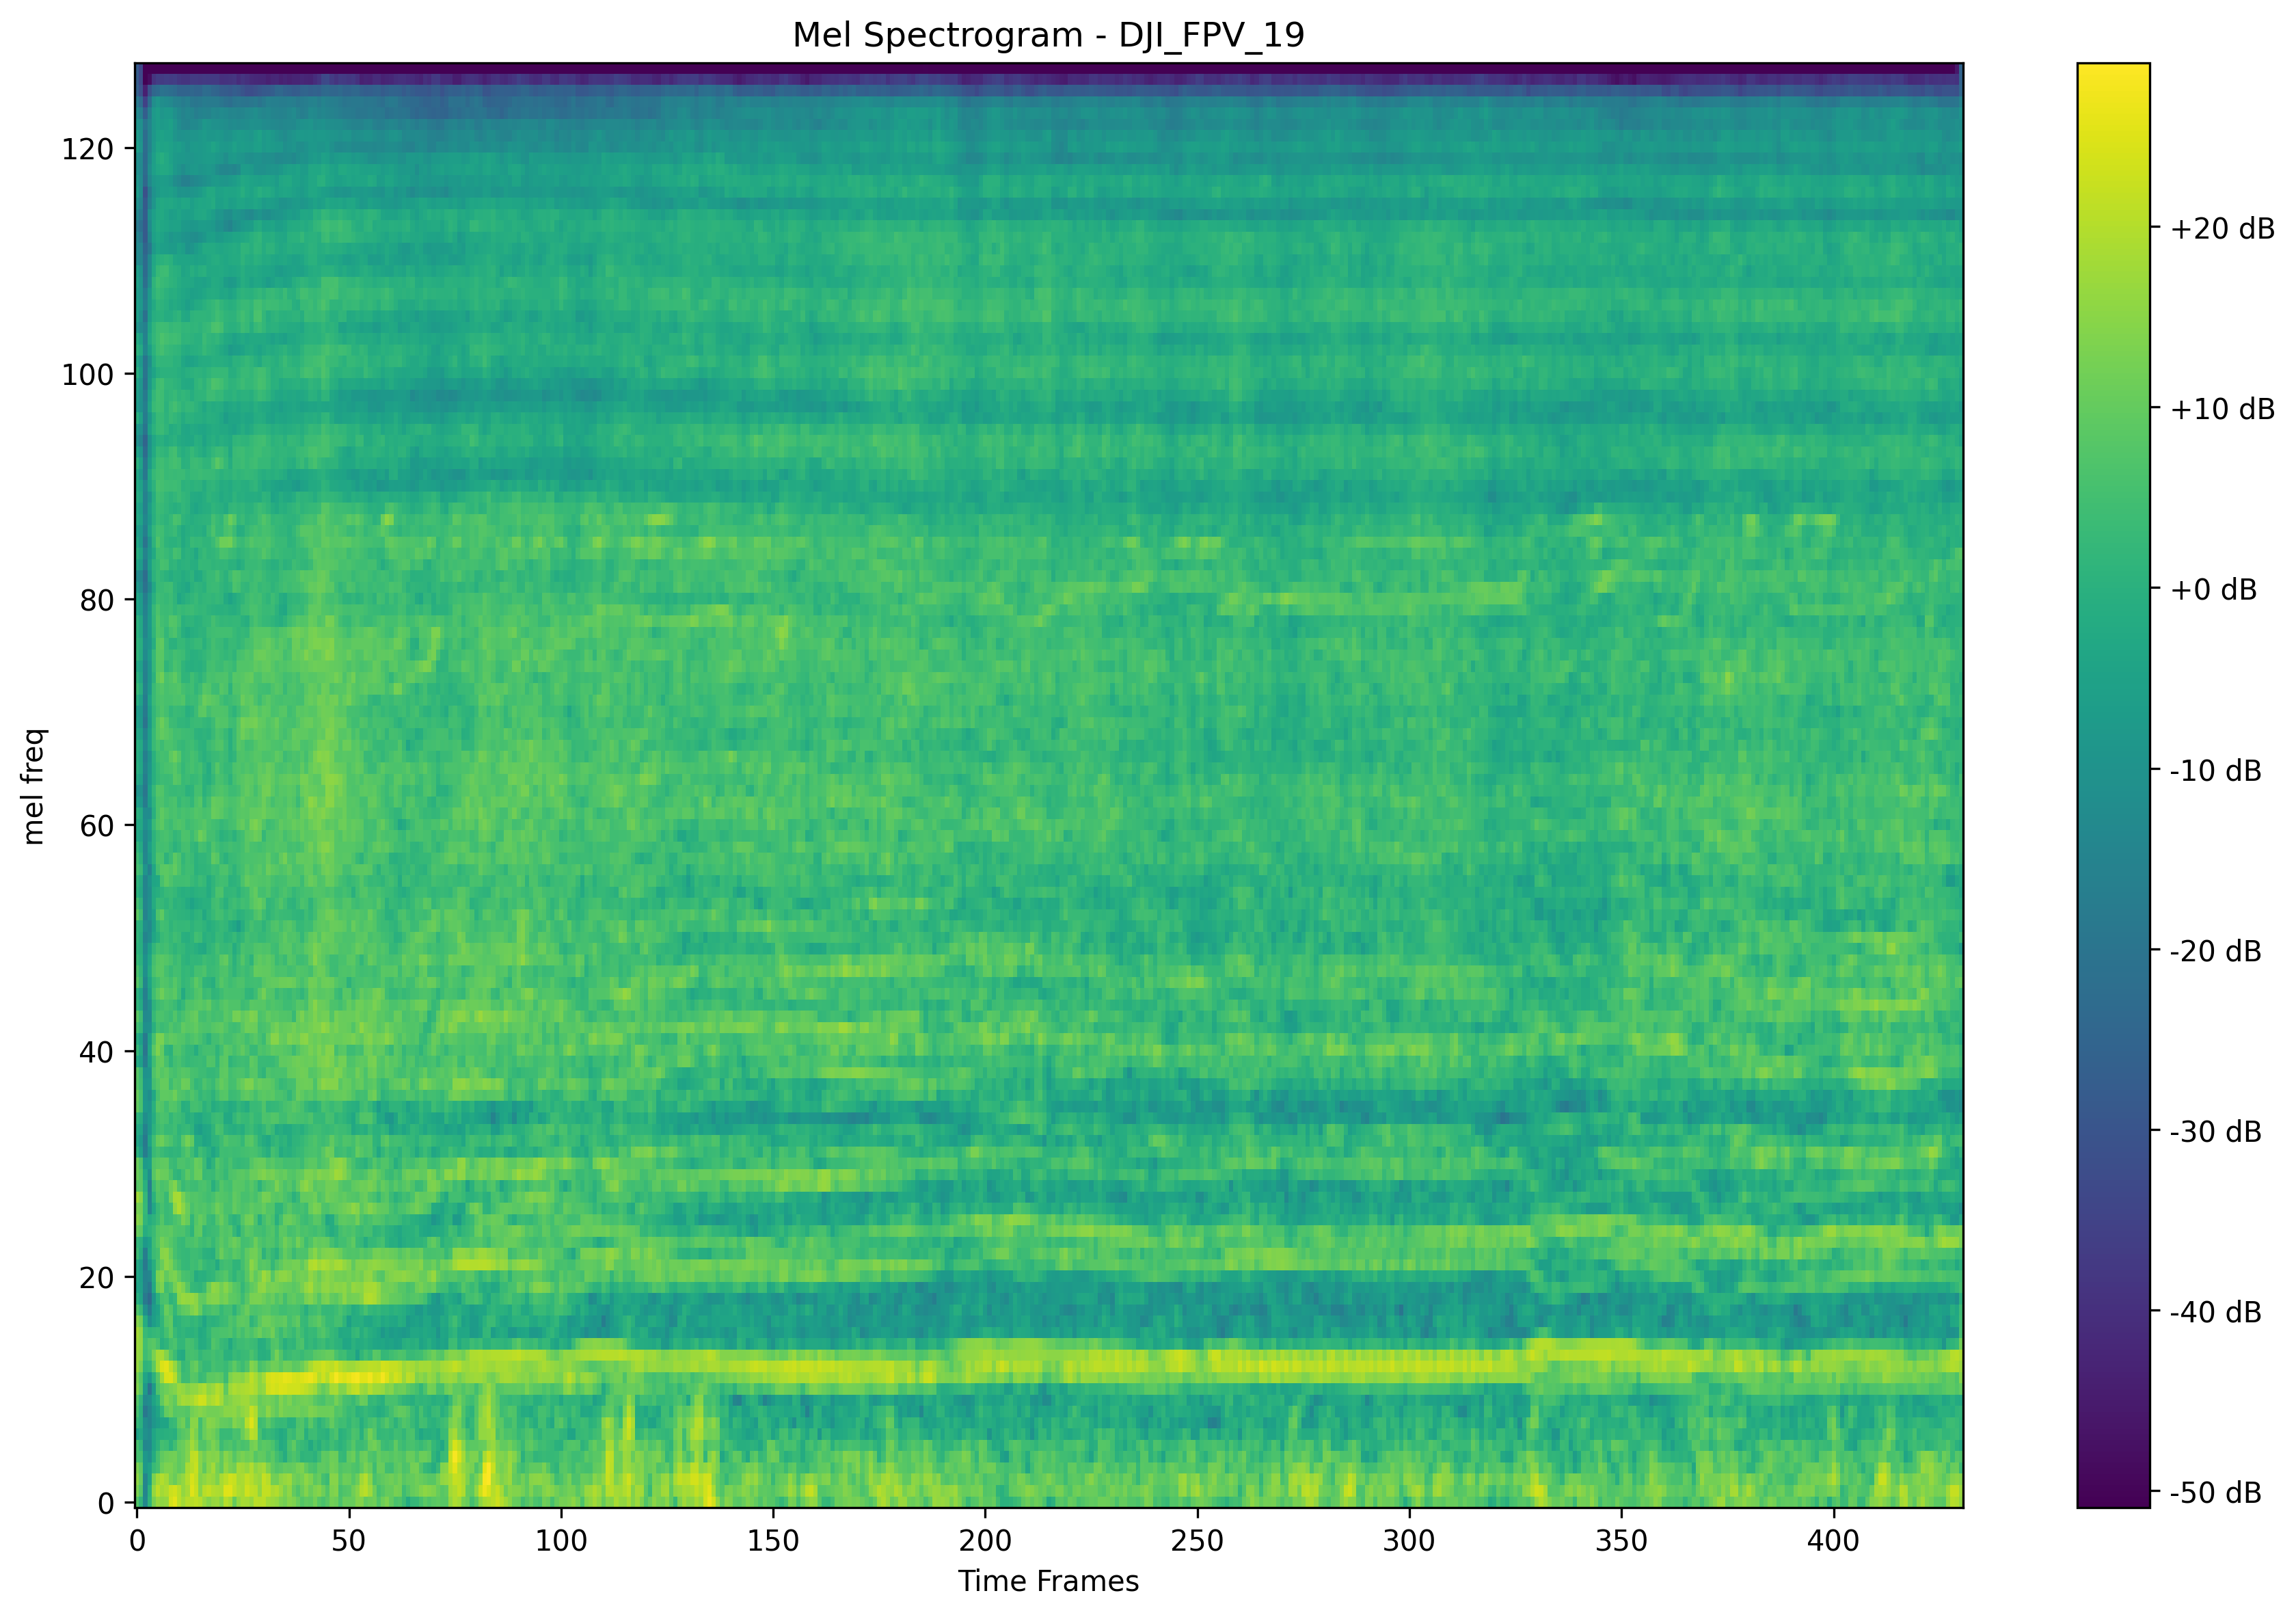 Mel Spectrogram - DJI_FPV_19
mel freq
120
100
80
60
40
20
0
0 50 100 150 200 250 300 350 400
Time Frames
+20 dB
+10 dB
+0 dB
-10 dB
-20 dB
-30 dB
-40 dB
-50 dB